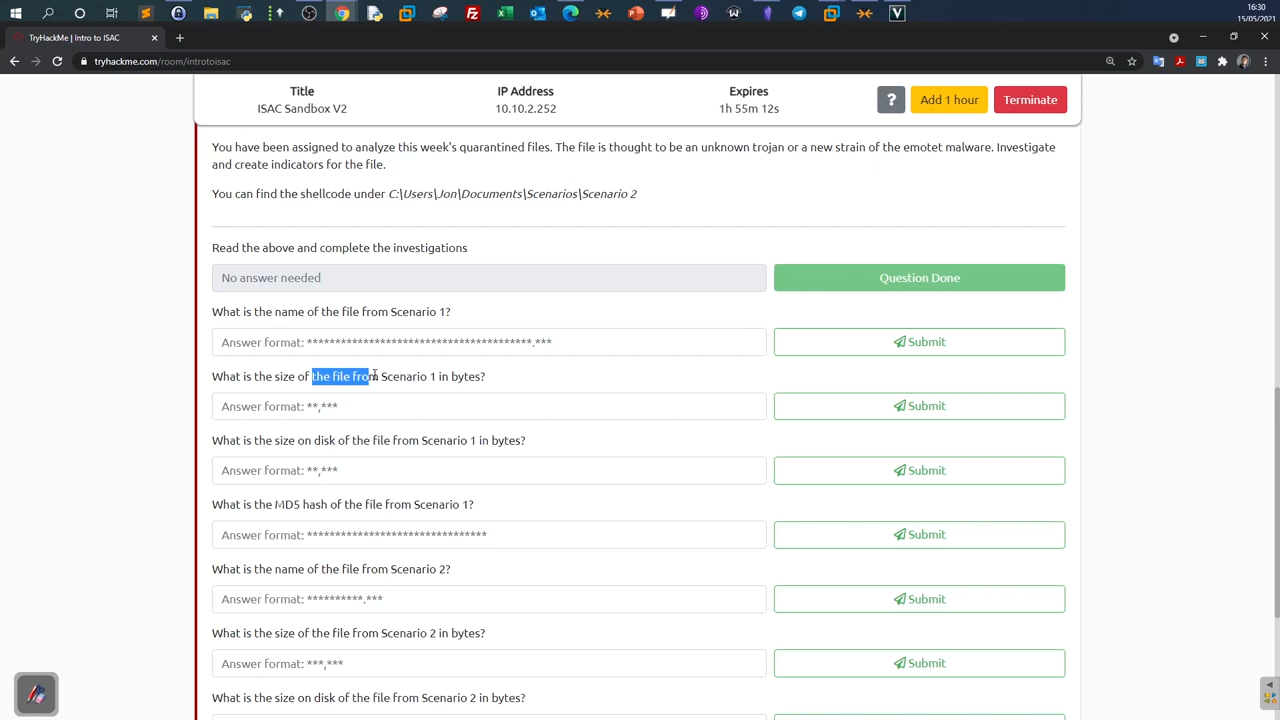 16:30
15/05/2021
TryHackMe | Intro to ISAC
tryhackme.com/room/introtoisac
Title
ISAC Sandbox V2
IP Address
10.10.2.252
Expires
1h 55m 12s
?
Add 1 hour
Terminate
You have been assigned to analyze this week's quarantined files. The file is thought to be an unknown trojan or a new strain of the emotet malware. Investigate
and create indicators for the file.
You can find the shellcode under C:\Users\Jon\Documents\Scenarios\Scenario 2
Read the above and complete the investigations
No answer needed
Question Done
What is the name of the file from Scenario 1?
Answer format: ****************************************.***
Submit
What is the size of the file from Scenario 1 in bytes?
Answer format: **,***
Submit
What is the size on disk of the file from Scenario 1 in bytes?
Answer format: **,***
Submit
What is the MD5 hash of the file from Scenario 1?
Answer format: ********************************
Submit
What is the name of the file from Scenario 2?
Answer format: **********.***
Submit
What is the size of the file from Scenario 2 in bytes?
Answer format: ***,***
Submit
What is the size on disk of the file from Scenario 2 in bytes?